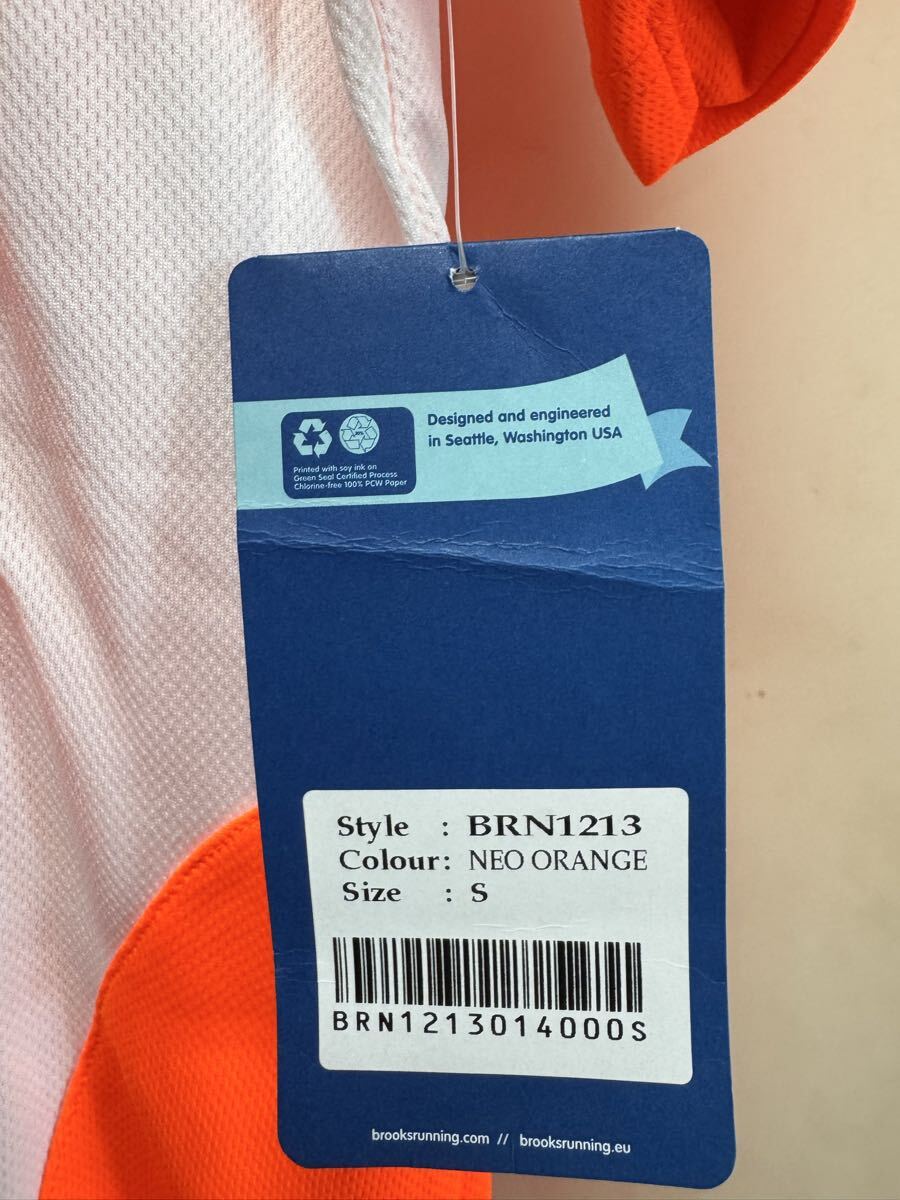 Designed and engineered
in Seattle, Washington USA
Printed with soy ink on
Green Seal Certified Process
Chlorine-free 100% PCW Paper
Style : BRN1213
Colour: NEO ORANGE
Size : S
BRN1213014000S
brooksrunning.com // brooksrunning.eu